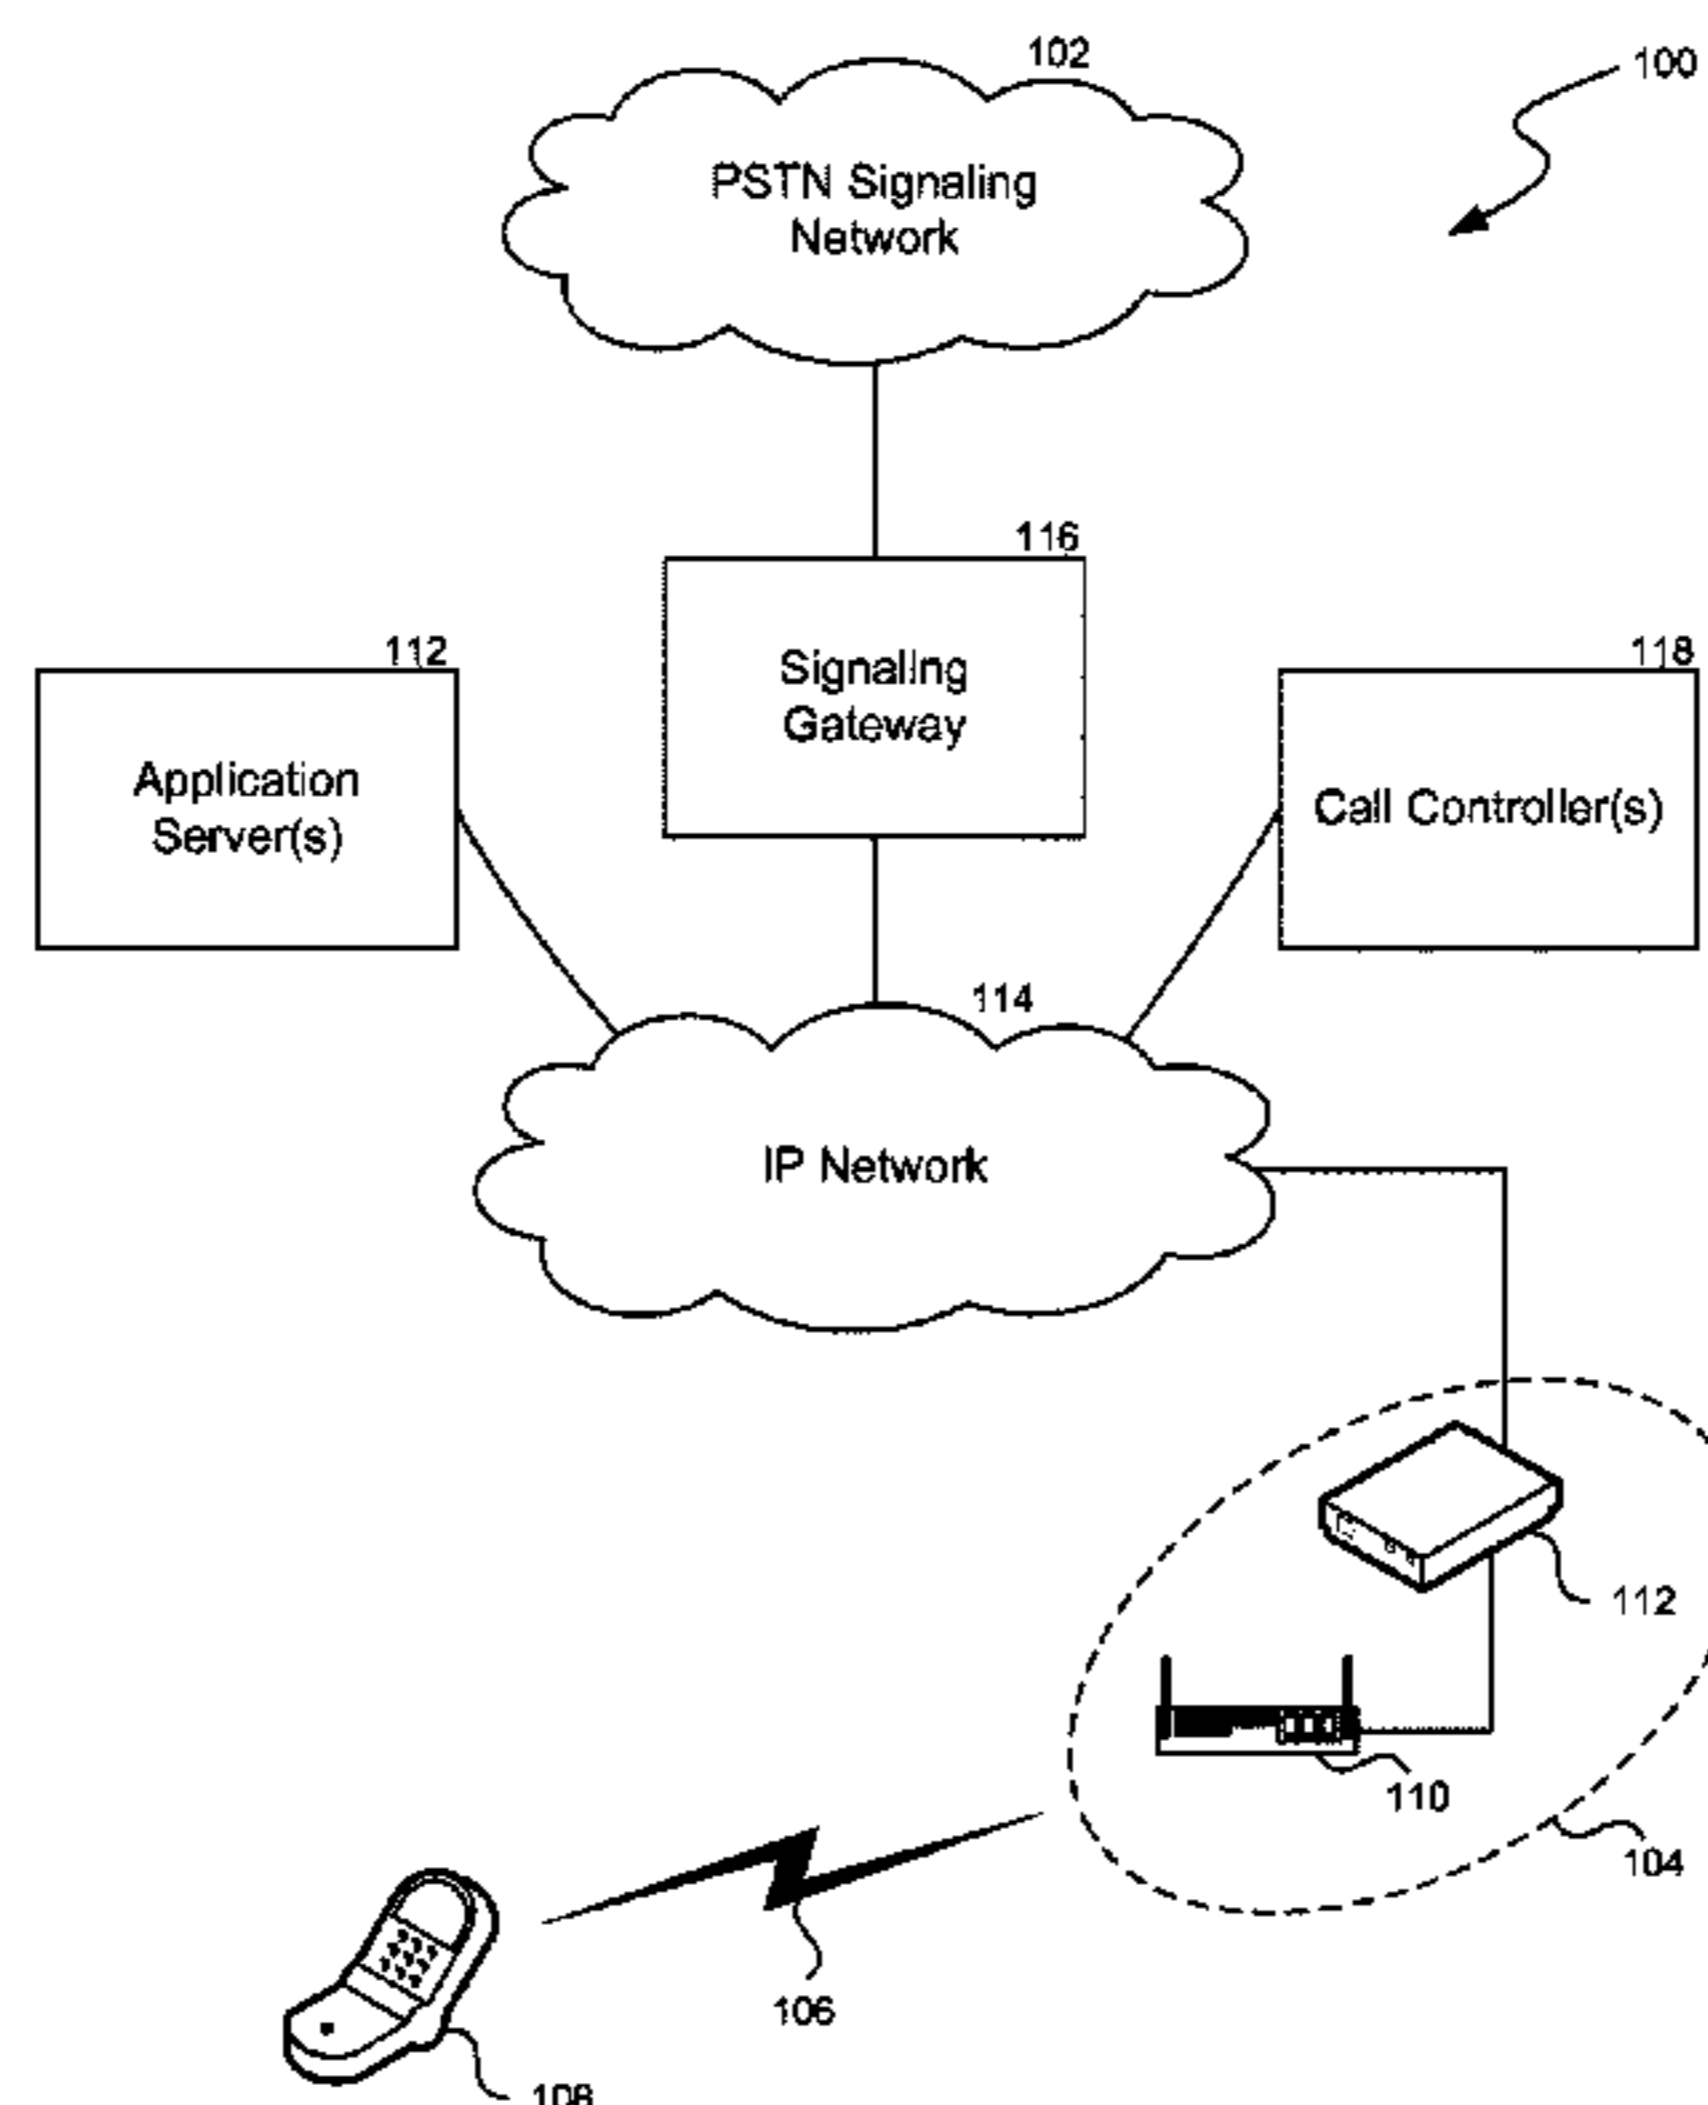 102
100
PSTN Signaling
Network
116
Signaling
Gateway
112
Application
Server(s)
118
Call Controller(s)
114
IP Network
112
110
104
106
108